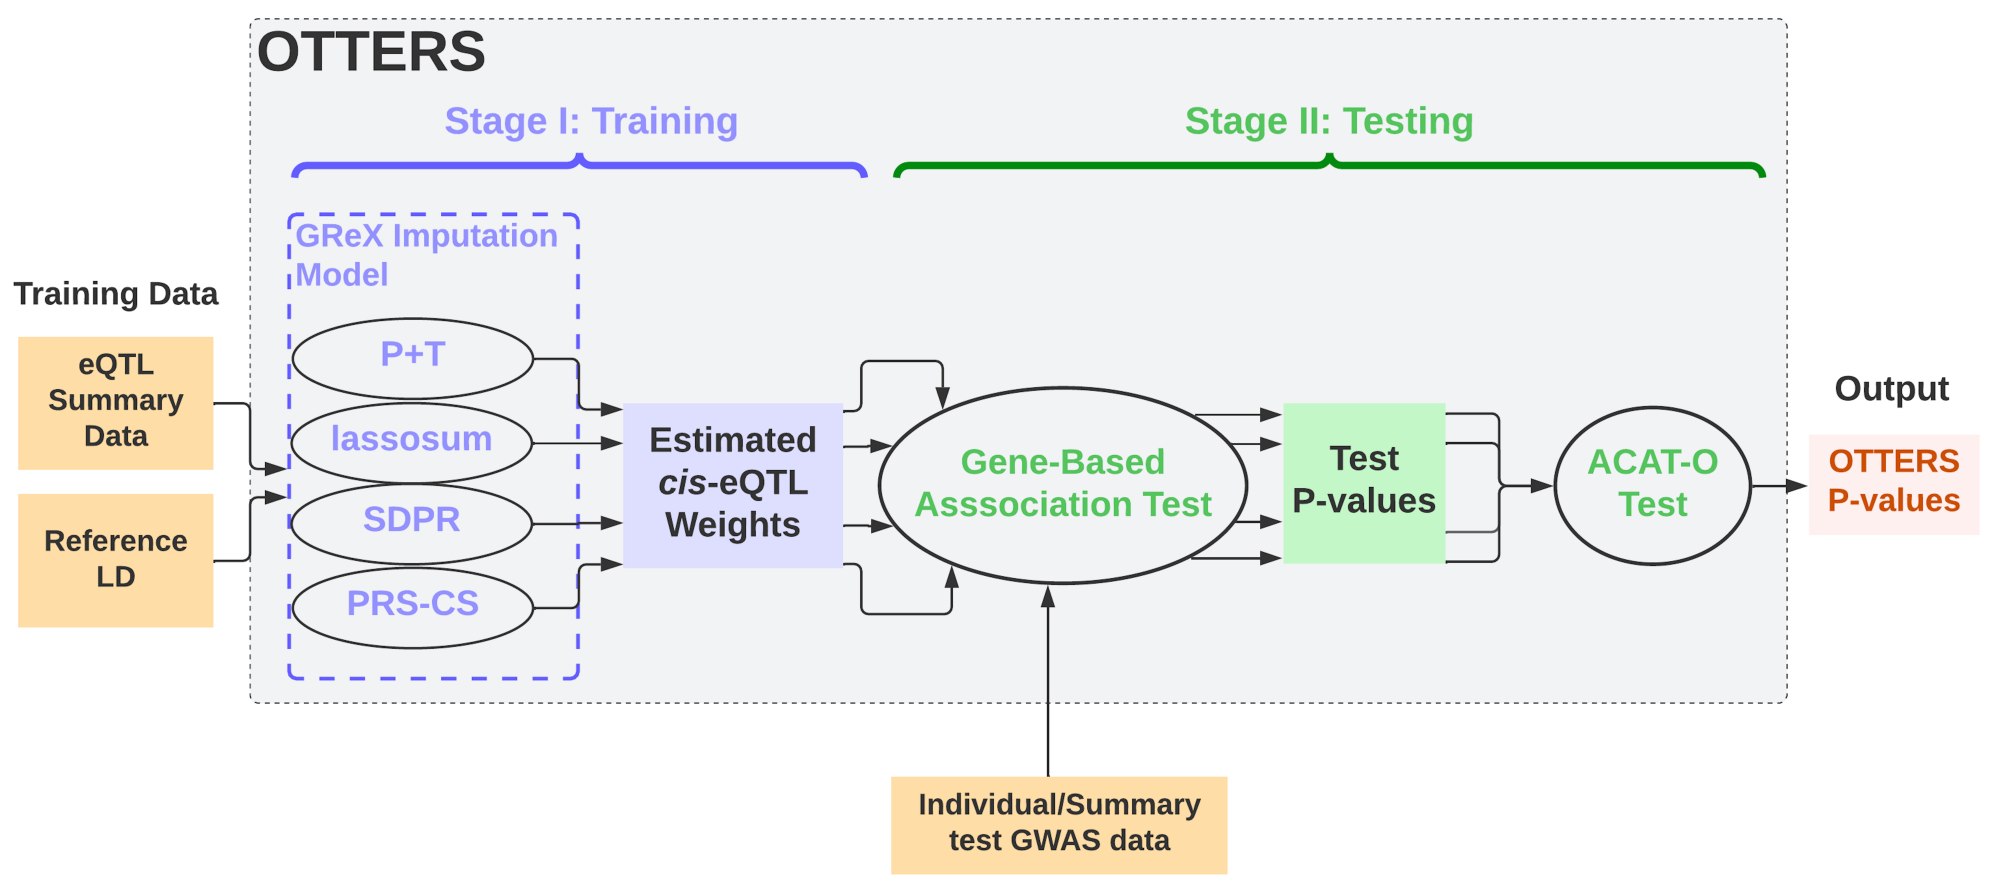 OTTERS
Stage I: Training
Stage II: Testing
GReX Imputation
Model
Training Data
eQTL
Summary
Data
Reference
LD
P+T
lassosum
SDPR
PRS-CS
Estimated
cis-eQTL
Weights
Gene-Based
Asssociation Test
Test
P-values
ACAT-O
Test
Output
OTTERS
P-values
Individual/Summary
test GWAS data